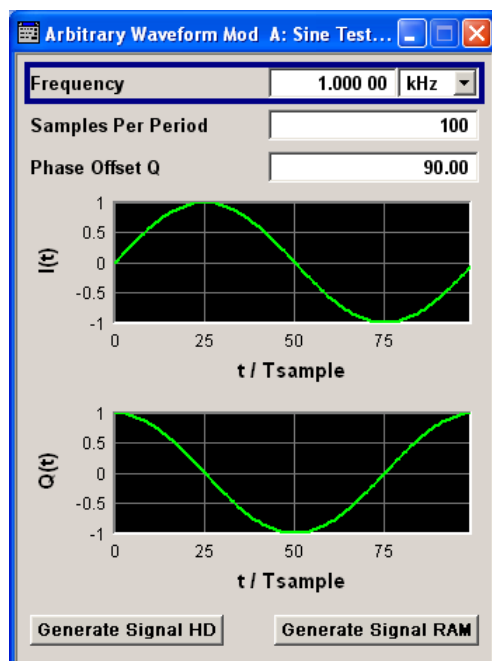 Arbitrary Waveform Mod A: Sine Test...
Frequency 1.000 00 kHz
Samples Per Period 100
Phase Offset Q 90.00
I(t)
1
0.5
0
-0.5
-1
0 25 50 75
t / Tsample
Q(t)
1
0.5
0
-0.5
-1
0 25 50 75
t / Tsample
Generate Signal HD Generate Signal RAM